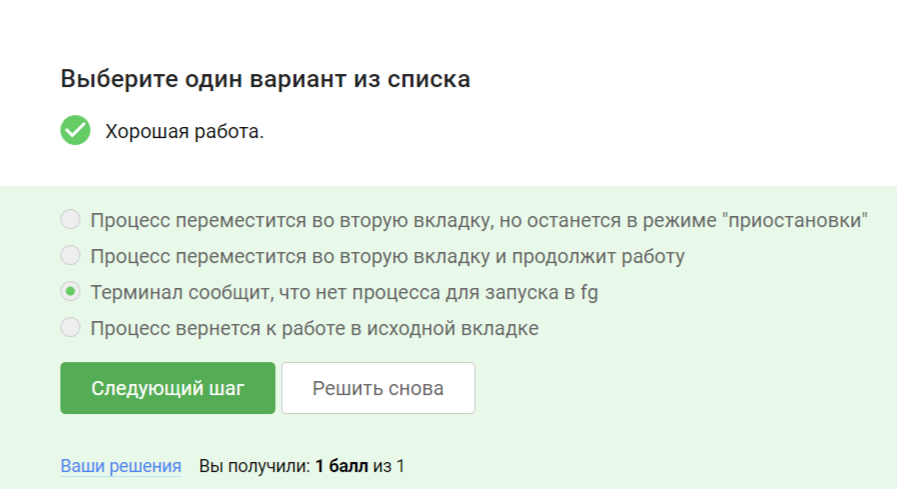 Выберите один вариант из списка
Хорошая работа.
Процесс переместится во вторую вкладку, но останется в режиме "приостановки"
Процесс переместится во вторую вкладку и продолжит работу
Терминал сообщит, что нет процесса для запуска в fg
Процесс вернется к работе в исходной вкладке
Следующий шаг Решить снова
Ваши решения Вы получили: 1 балл из 1